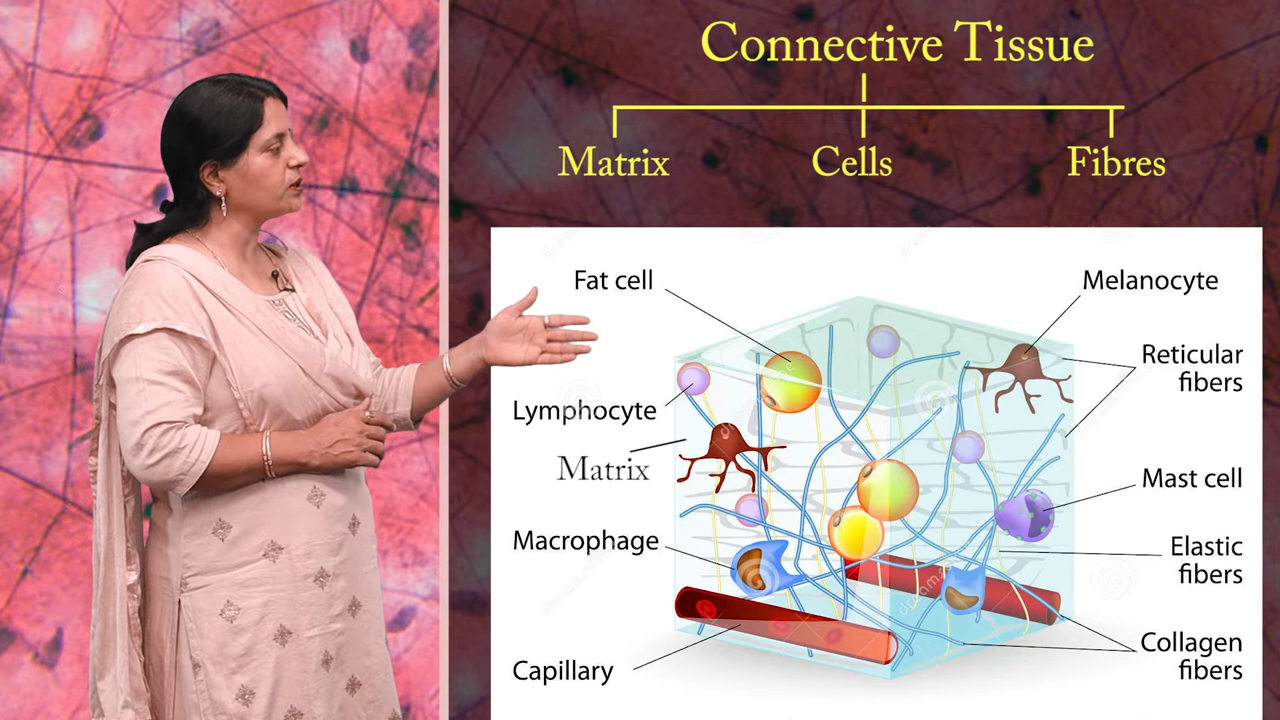 Connective Tissue
Matrix
Cells
Fibres
Fat cell
Melanocyte
Reticular
fibers
Lymphocyte
Matrix
Mast cell
Macrophage
Elastic
fibers
Collagen
fibers
Capillary